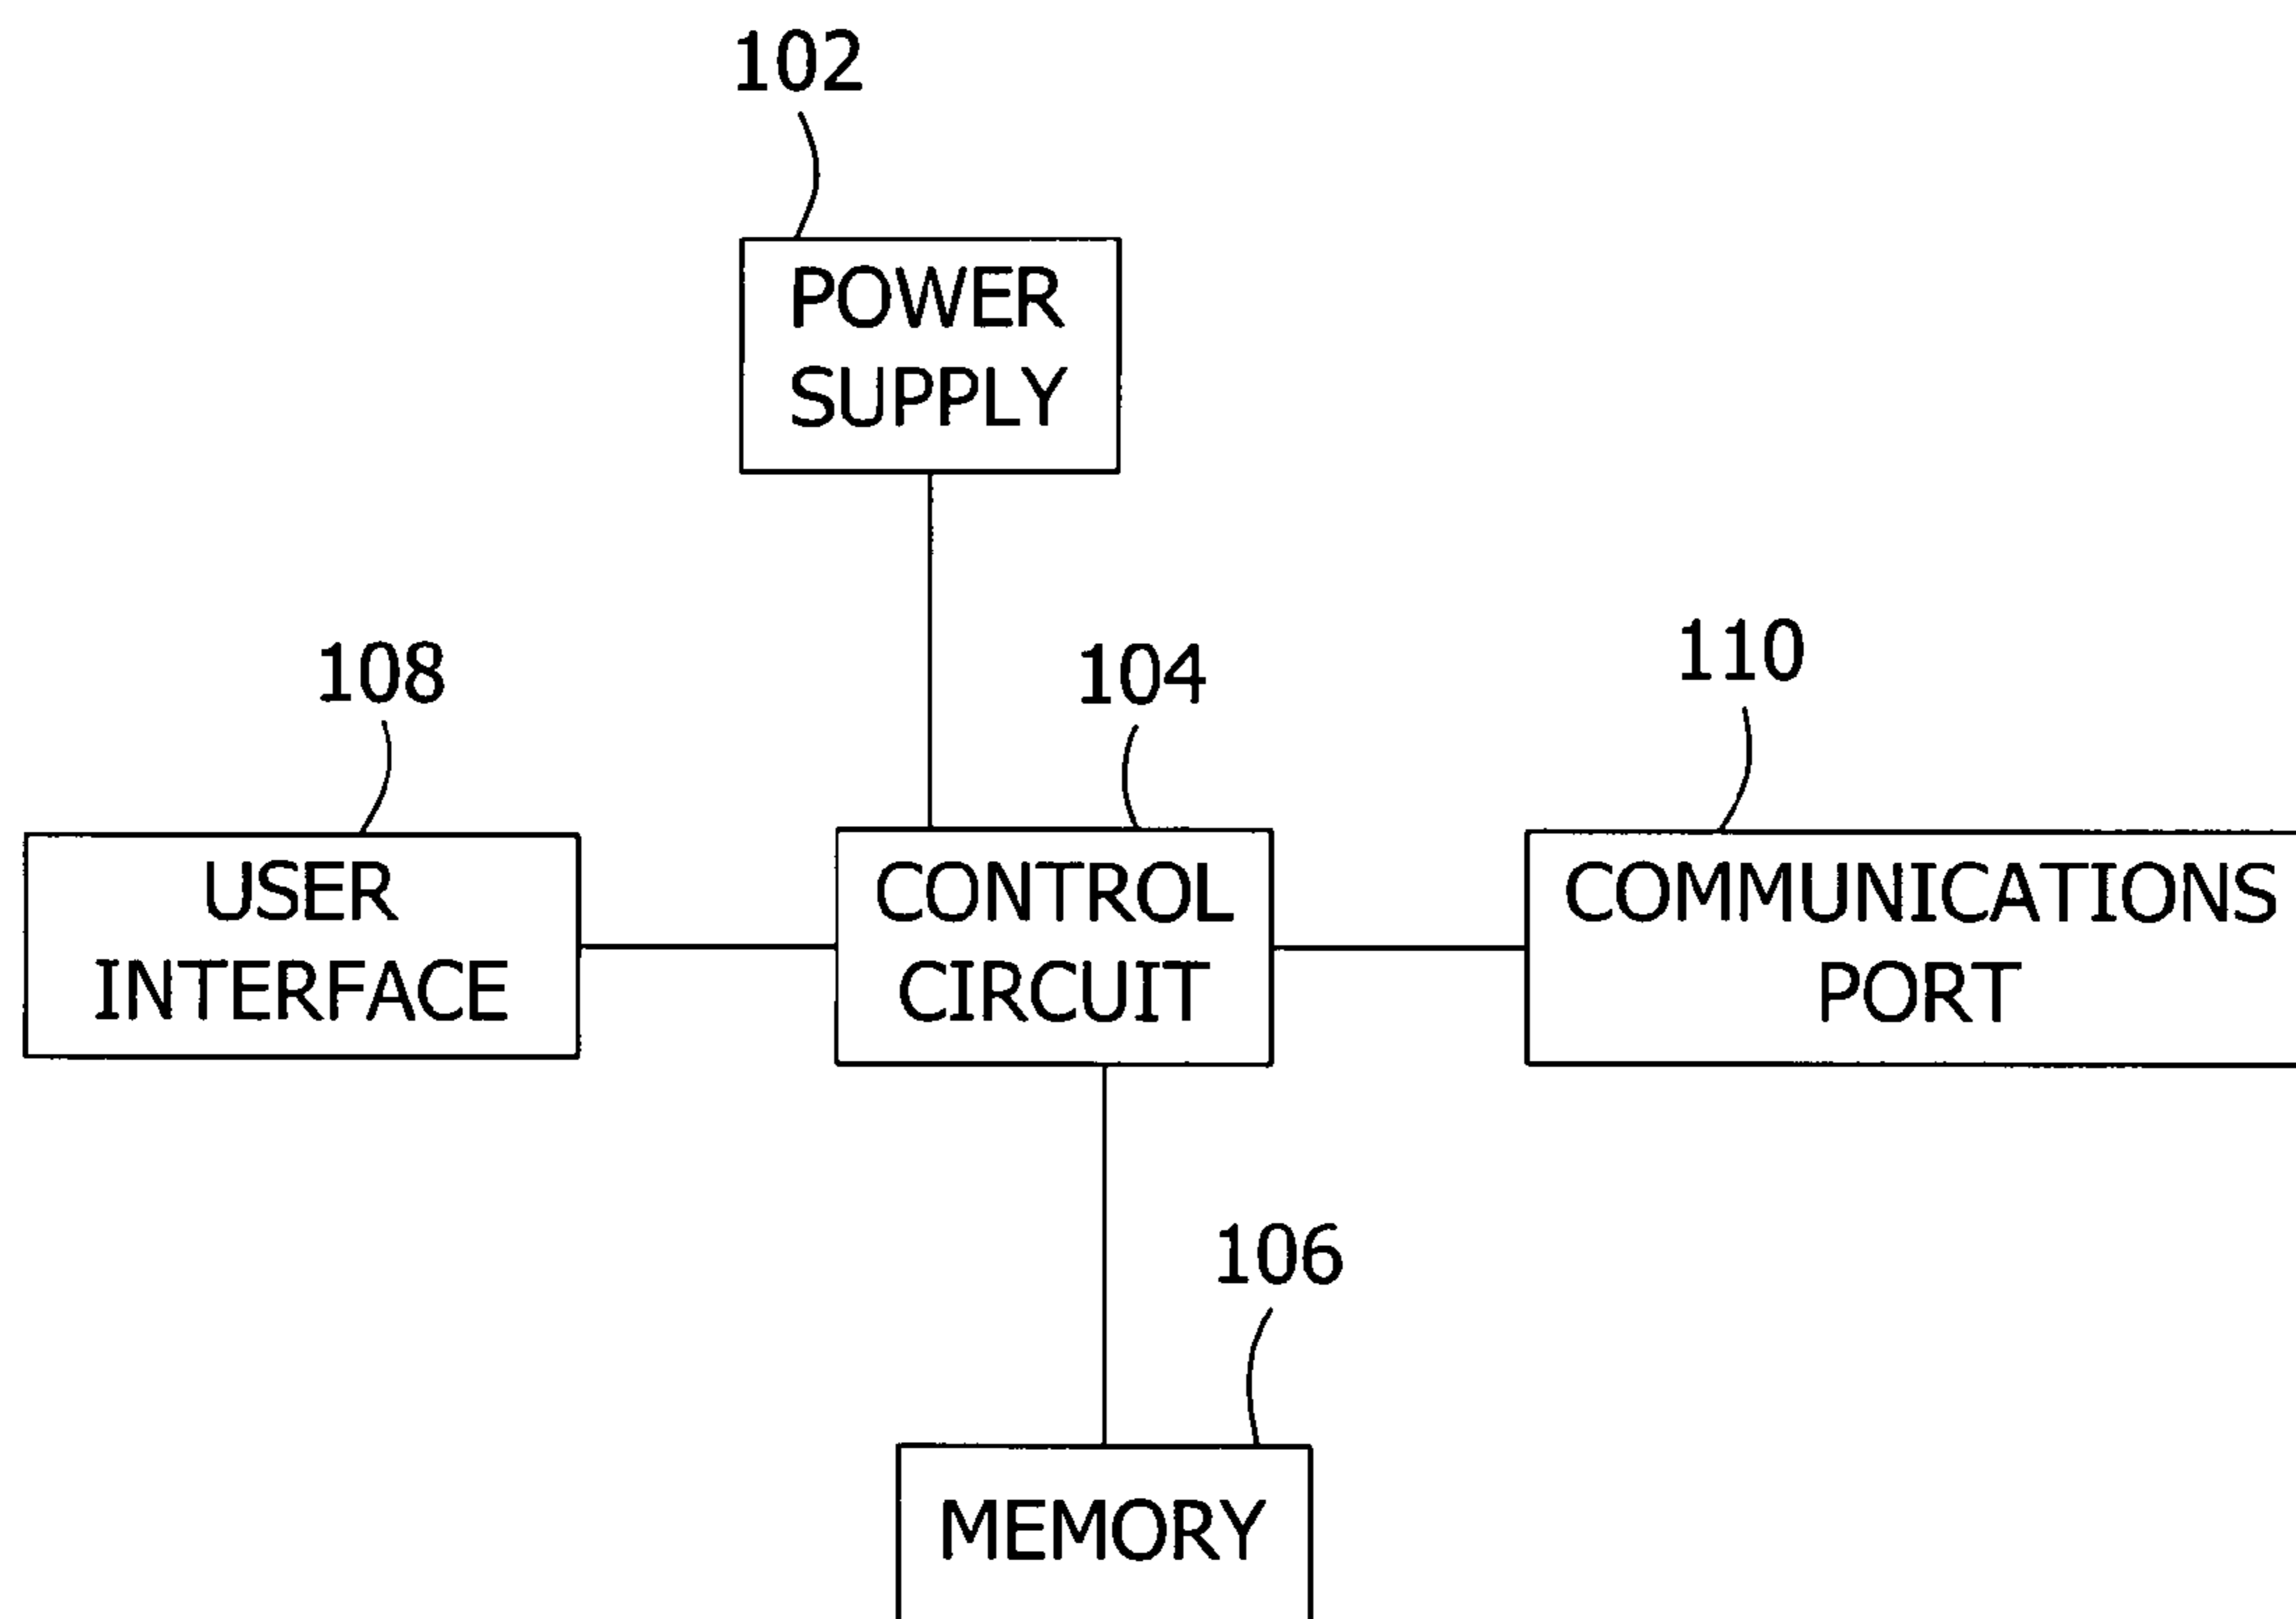 102
POWER
SUPPLY
108
104
110
USER
INTERFACE
CONTROL
CIRCUIT
COMMUNICATIONS
PORT
106
MEMORY